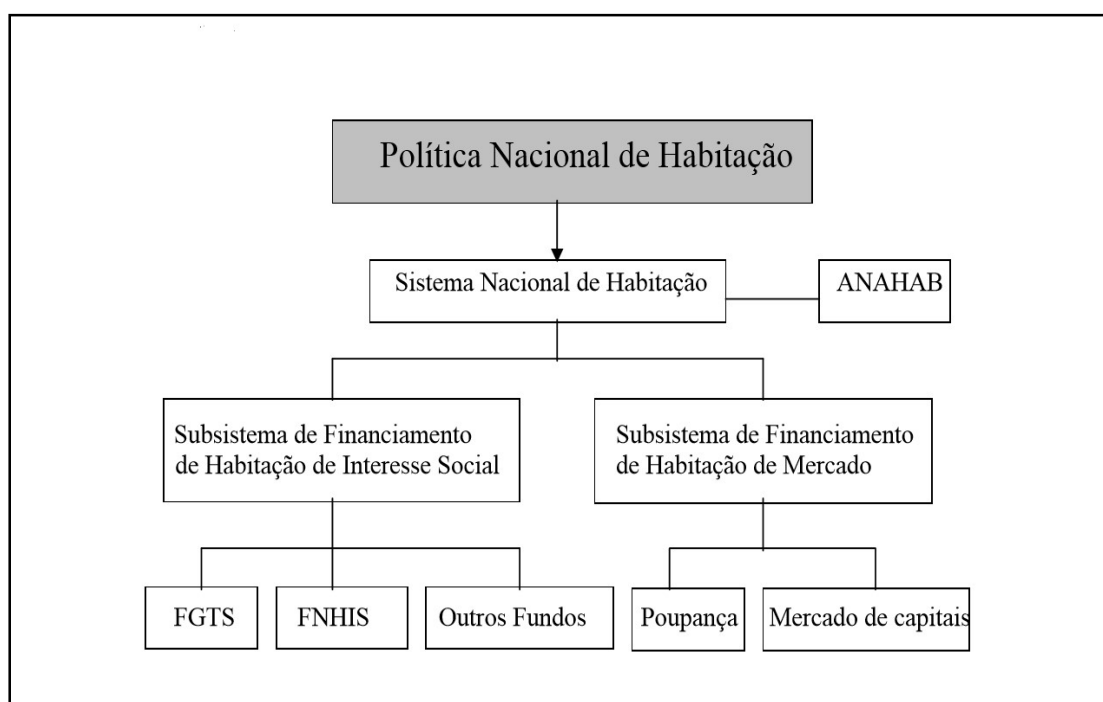 Política Nacional de Habitação
Sistema Nacional de Habitação
ANAHAB
Subsistema de Financiamento
de Habitação de Interesse Social
Subsistema de Financiamento
de Habitação de Mercado
FGTS
FNHIS
Outros Fundos
Poupança
Mercado de capitais